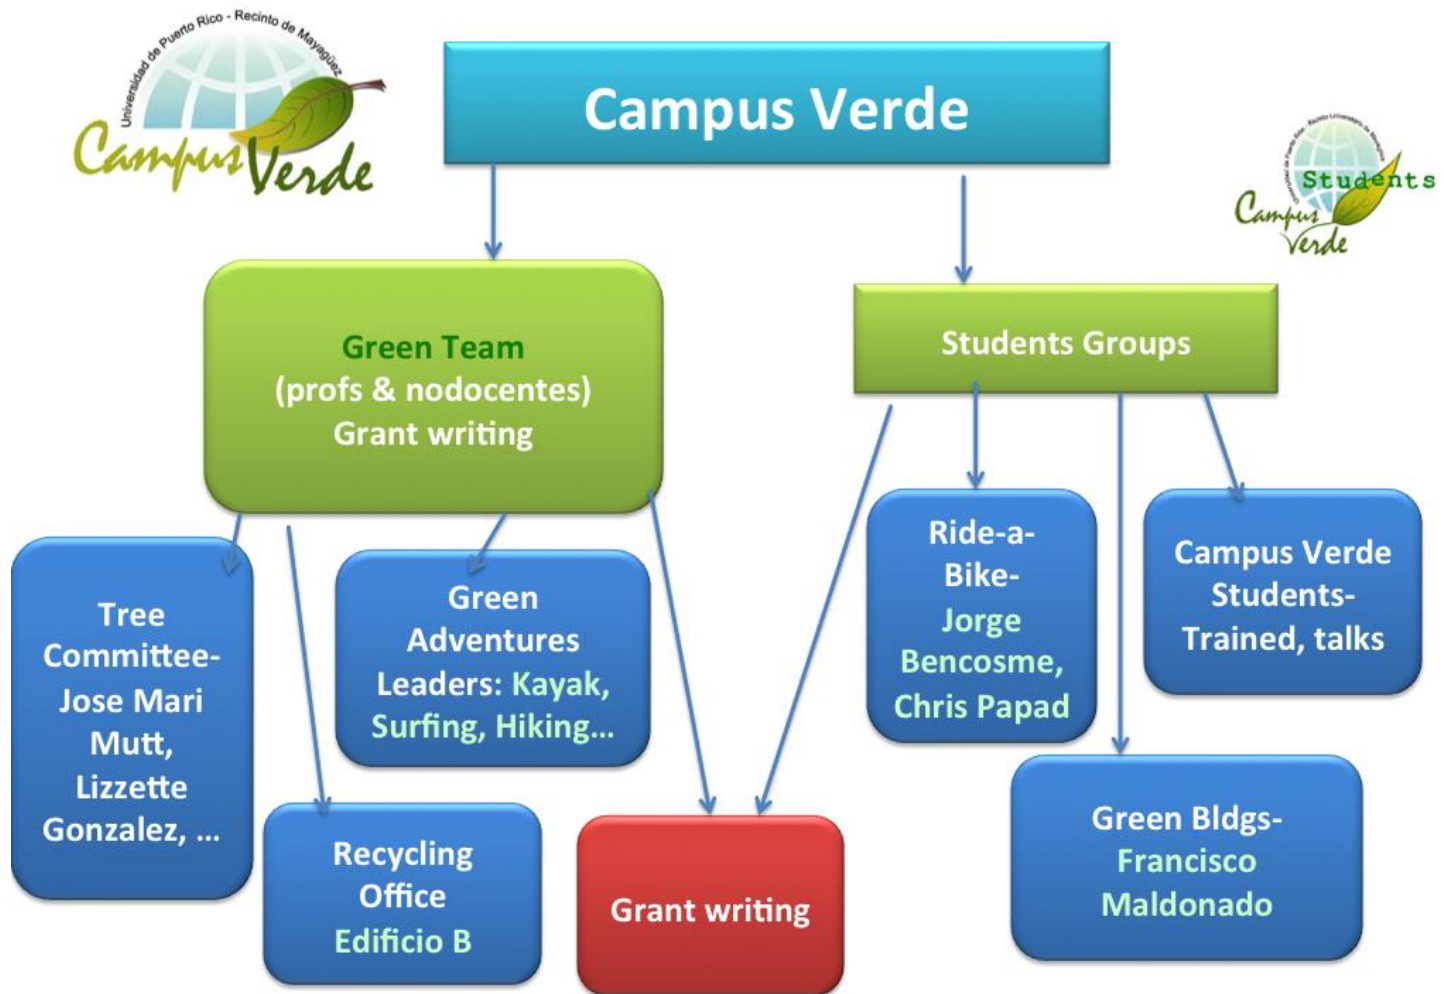 Universidad de Puerto Rico - Recinto de Mayagüez
Campus Verde
Campus Verde
Students
Campus
Verde
Green Team
(profs & nodocentes)
Grant writing
Students Groups
Tree
Committee-
Jose Mari
Mutt,
Lizzette
Gonzalez, ...
Green
Adventures
Leaders: Kayak,
Surfing, Hiking...
Ride-a-
Bike-
Jorge
Bencosme,
Chris Papad
Campus Verde
Students-
Trained, talks
Recycling
Office
Edificio B
Grant writing
Green Bldgs-
Francisco
Maldonado